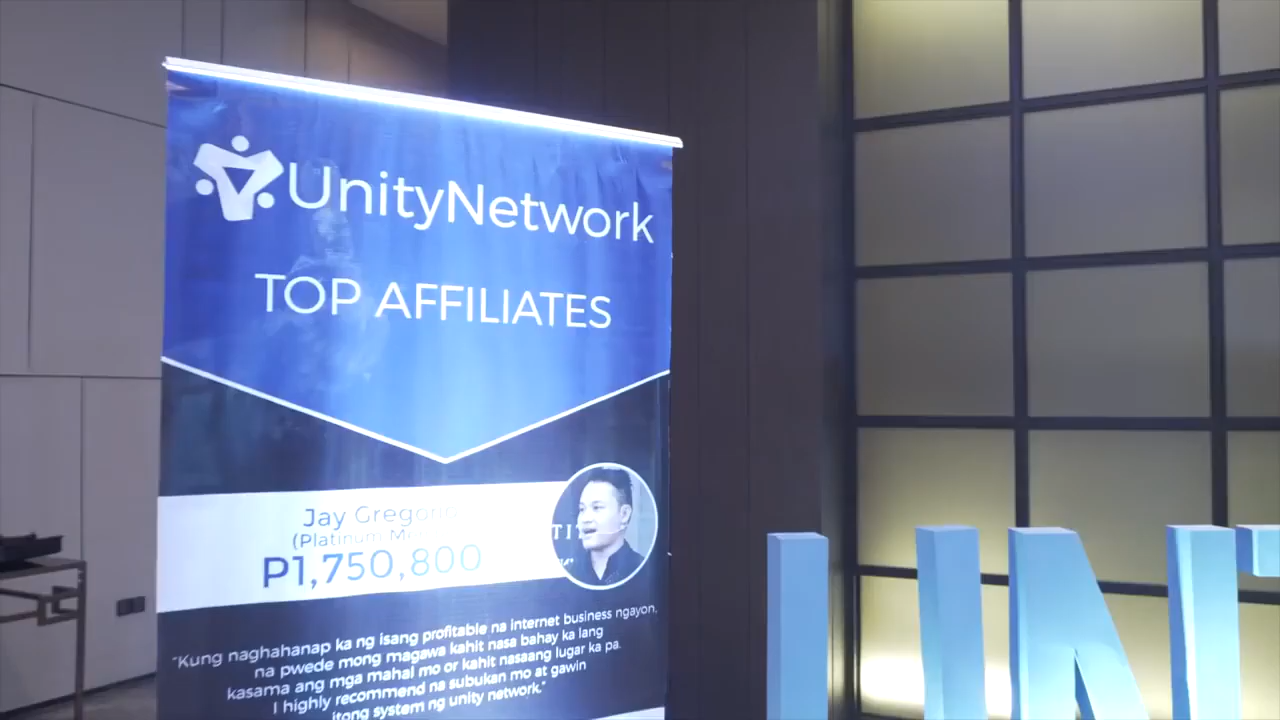 UnityNetwork
TOP AFFILIATES
Jay Gregorio
(Platinum
P1,750,800
"Kung naghahanap ka ng isang profitable na internet business ngayon,
na pwede mong magawa kahit nasa bahay ka lang
kasama ang mga mahal mo or kahit nasaang lugar ka pa.
I highly recommend na subukan mo at gawin
itong system ng unity network."
UN